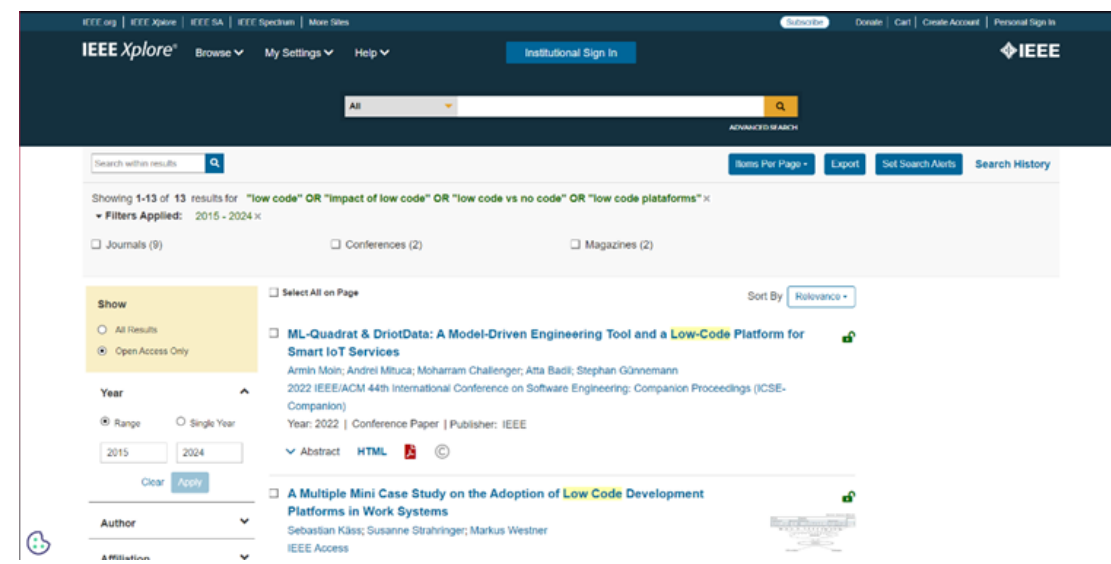 IEEE.org | IEEE Xplore | IEEE SA | IEEE Spectrum | More Sites Subscribe Donate | Cart | Create Account | Personal Sign In
IEEE Xplore® Browse My Settings Help Institutional Sign In IEEE
All
ADVANCED SEARCH
Search within results Items Per Page Export Set Search Alerts Search History
Showing 1-13 of 13 results for "low code" OR "impact of low code" OR "low code vs no code" OR "low code plataforms" ×
Filters Applied: 2015 - 2024 ×
Journals (9) Conferences (2) Magazines (2)
Select All on Page Sort By Relevance
Show
All Results
Open Access Only
ML-Quadrat & DriotData: A Model-Driven Engineering Tool and a Low-Code Platform for
Smart IoT Services
Armin Moin; Andrei Mituca; Moharram Challenger; Atta Badii; Stephan Günnemann
2022 IEEE/ACM 44th International Conference on Software Engineering: Companion Proceedings (ICSE-
Companion)
Year: 2022 | Conference Paper | Publisher: IEEE
Abstract HTML ©
Year
Range Single Year
2015 2024
Clear Apply
A Multiple Mini Case Study on the Adoption of Low Code Development
Platforms in Work Systems
Sebastian Käss; Susanne Strahringer; Markus Westner
IEEE Access
Author
Affiliation